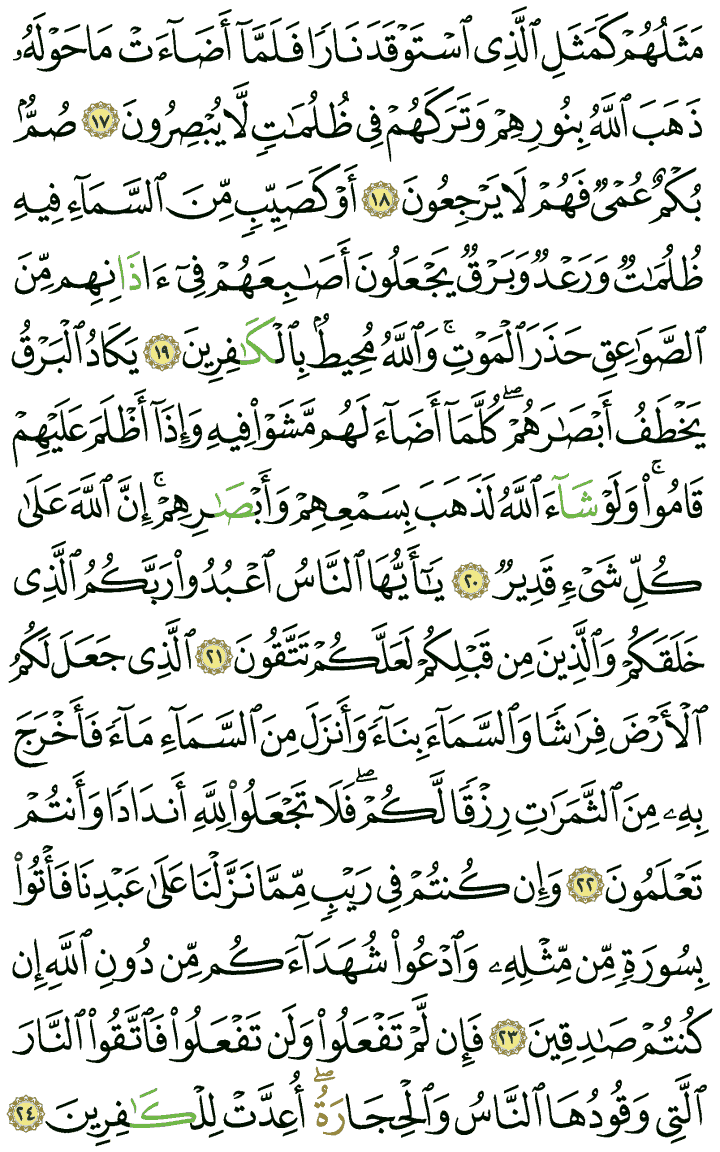 مَثَلُهُمْ كَمَثَلِ ٱلَّذِى ٱسْتَوْقَدَ نَارًا فَلَمَّآ أَضَآءَتْ مَا حَوْلَهُۥ
ذَهَبَ ٱللَّهُ بِنُورِهِمْ وَتَرَكَهُمْ فِى ظُلُمَـٰتٍ لَّا يُبْصِرُونَ ١٧ صُمٌّۢ
بُكْمٌ عُمْىٌ فَهُمْ لَا يَرْجِعُونَ ١٨ أَوْ كَصَيِّبٍ مِّنَ ٱلسَّمَآءِ فِيهِ
ظُلُمَـٰتٌ وَرَعْدٌ وَبَرْقٌ يَجْعَلُونَ أَصَـٰبِعَهُمْ فِىٓ ءَاذَانِهِم مِّنَ
ٱلصَّوَٰعِقِ حَذَرَ ٱلْمَوْتِ ۚ وَٱللَّهُ مُحِيطٌۢ بِٱلْكَـٰفِرِينَ ١٩ يَكَادُ ٱلْبَرْقُ
يَخْطَفُ أَبْصَـٰرَهُمْ ۖ كُلَّمَآ أَضَآءَ لَهُم مَّشَوْا۟ فِيهِ وَإِذَآ أَظْلَمَ عَلَيْهِمْ
قَامُوا۟ ۚ وَلَوْ شَآءَ ٱللَّهُ لَذَهَبَ بِسَمْعِهِمْ وَأَبْصَـٰرِهِمْ ۚ إِنَّ ٱللَّهَ عَلَىٰ
كُلِّ شَىْءٍ قَدِيرٌ ٢٠ يَـٰٓأَيُّهَا ٱلنَّاسُ ٱعْبُدُوا۟ رَبَّكُمُ ٱلَّذِى
خَلَقَكُمْ وَٱلَّذِينَ مِن قَبْلِكُمْ لَعَلَّكُمْ تَتَّقُونَ ٢١ ٱلَّذِى جَعَلَ لَكُمُ
ٱلْأَرْضَ فِرَٰشًا وَٱلسَّمَآءَ بِنَآءً وَأَنزَلَ مِنَ ٱلسَّمَآءِ مَآءً فَأَخْرَجَ
بِهِۦ مِنَ ٱلثَّمَرَٰتِ رِزْقًا لَّكُمْ ۖ فَلَا تَجْعَلُوا۟ لِلَّهِ أَندَادًا وَأَنتُمْ
تَعْلَمُونَ ٢٢ وَإِن كُنتُمْ فِى رَيْبٍ مِّمَّا نَزَّلْنَا عَلَىٰ عَبْدِنَا فَأْتُوا۟
بِسُورَةٍ مِّن مِّثْلِهِۦ وَٱدْعُوا۟ شُهَدَآءَكُم مِّن دُونِ ٱللَّهِ إِن
كُنتُمْ صَـٰدِقِينَ ٢٣ فَإِن لَّمْ تَفْعَلُوا۟ وَلَن تَفْعَلُوا۟ فَٱتَّقُوا۟ ٱلنَّارَ
ٱلَّتِى وَقُودُهَا ٱلنَّاسُ وَٱلْحِجَارَةُ ۖ أُعِدَّتْ لِلْكَـٰفِرِينَ ٢٤